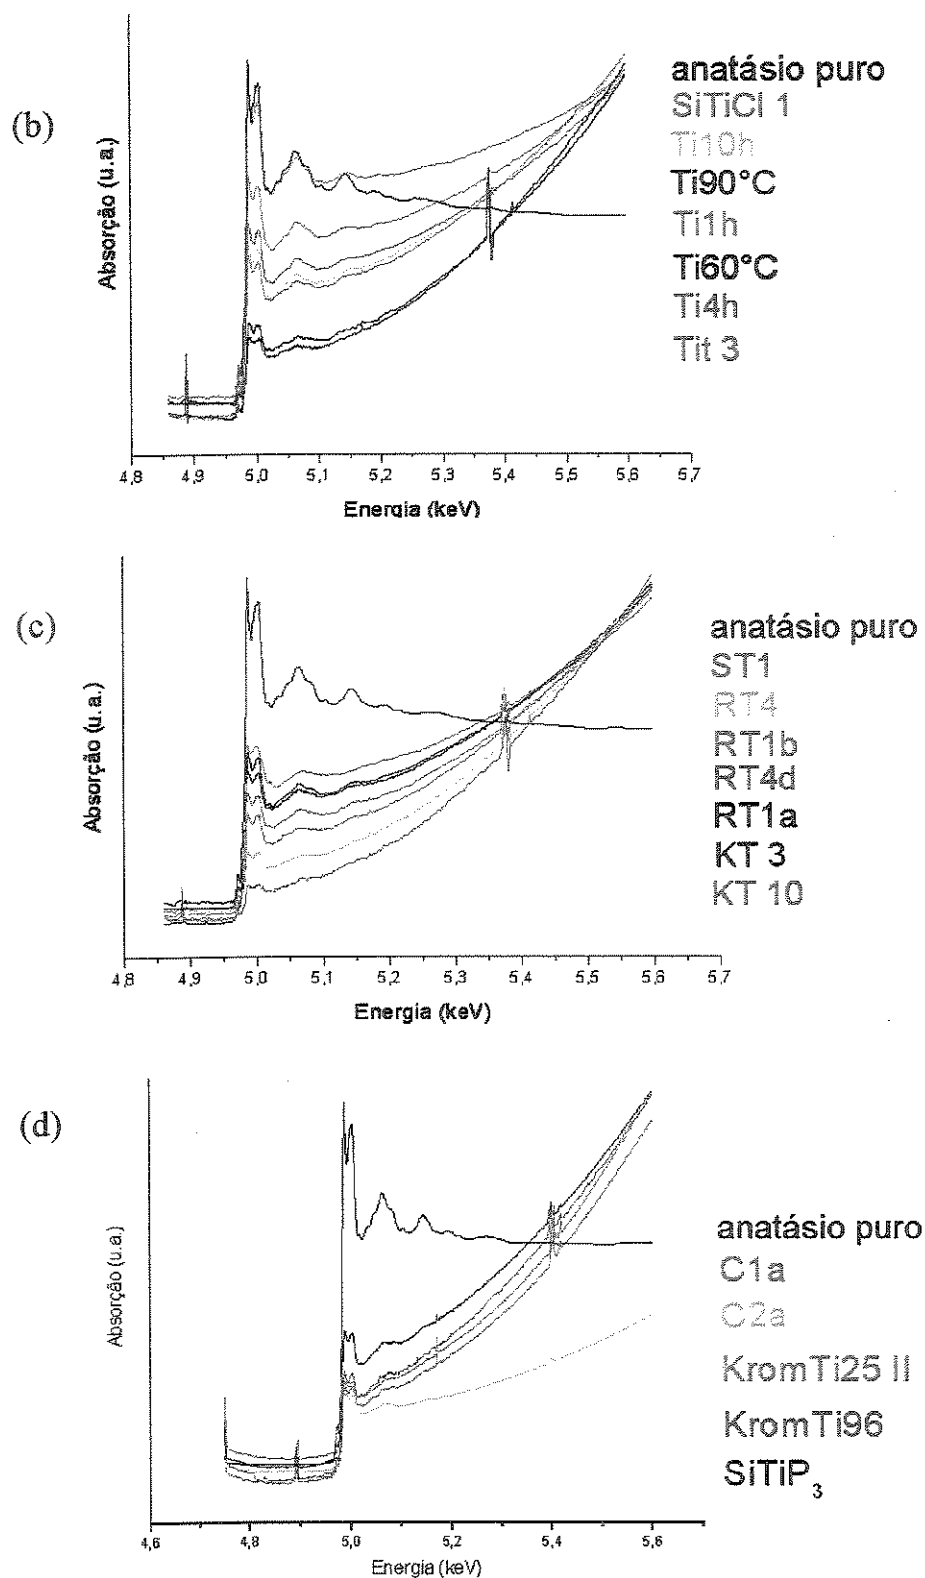 (b)
Absorção (u.a.)
anatásio puro
SiTiCl 1
Ti10h
Ti90°C
Ti1h
Ti60°C
Ti4h
Tit 3
4,8 4,9 5,0 5,1 5,2 5,3 5,4 5,5 5,6 5,7
Energia (keV)
(c)
Absorção (u.a.)
anatásio puro
ST1
RT4
RT1b
RT4d
RT1a
KT 3
KT 10
4,8 4,9 5,0 5,1 5,2 5,3 5,4 5,5 5,6 5,7
Energia (keV)
(d)
Absorção (u.a.)
anatásio puro
C1a
C2a
KromTi25 II
KromTi96
SiTiP3
4,6 4,8 5,0 5,2 5,4 5,6
Energia (keV)